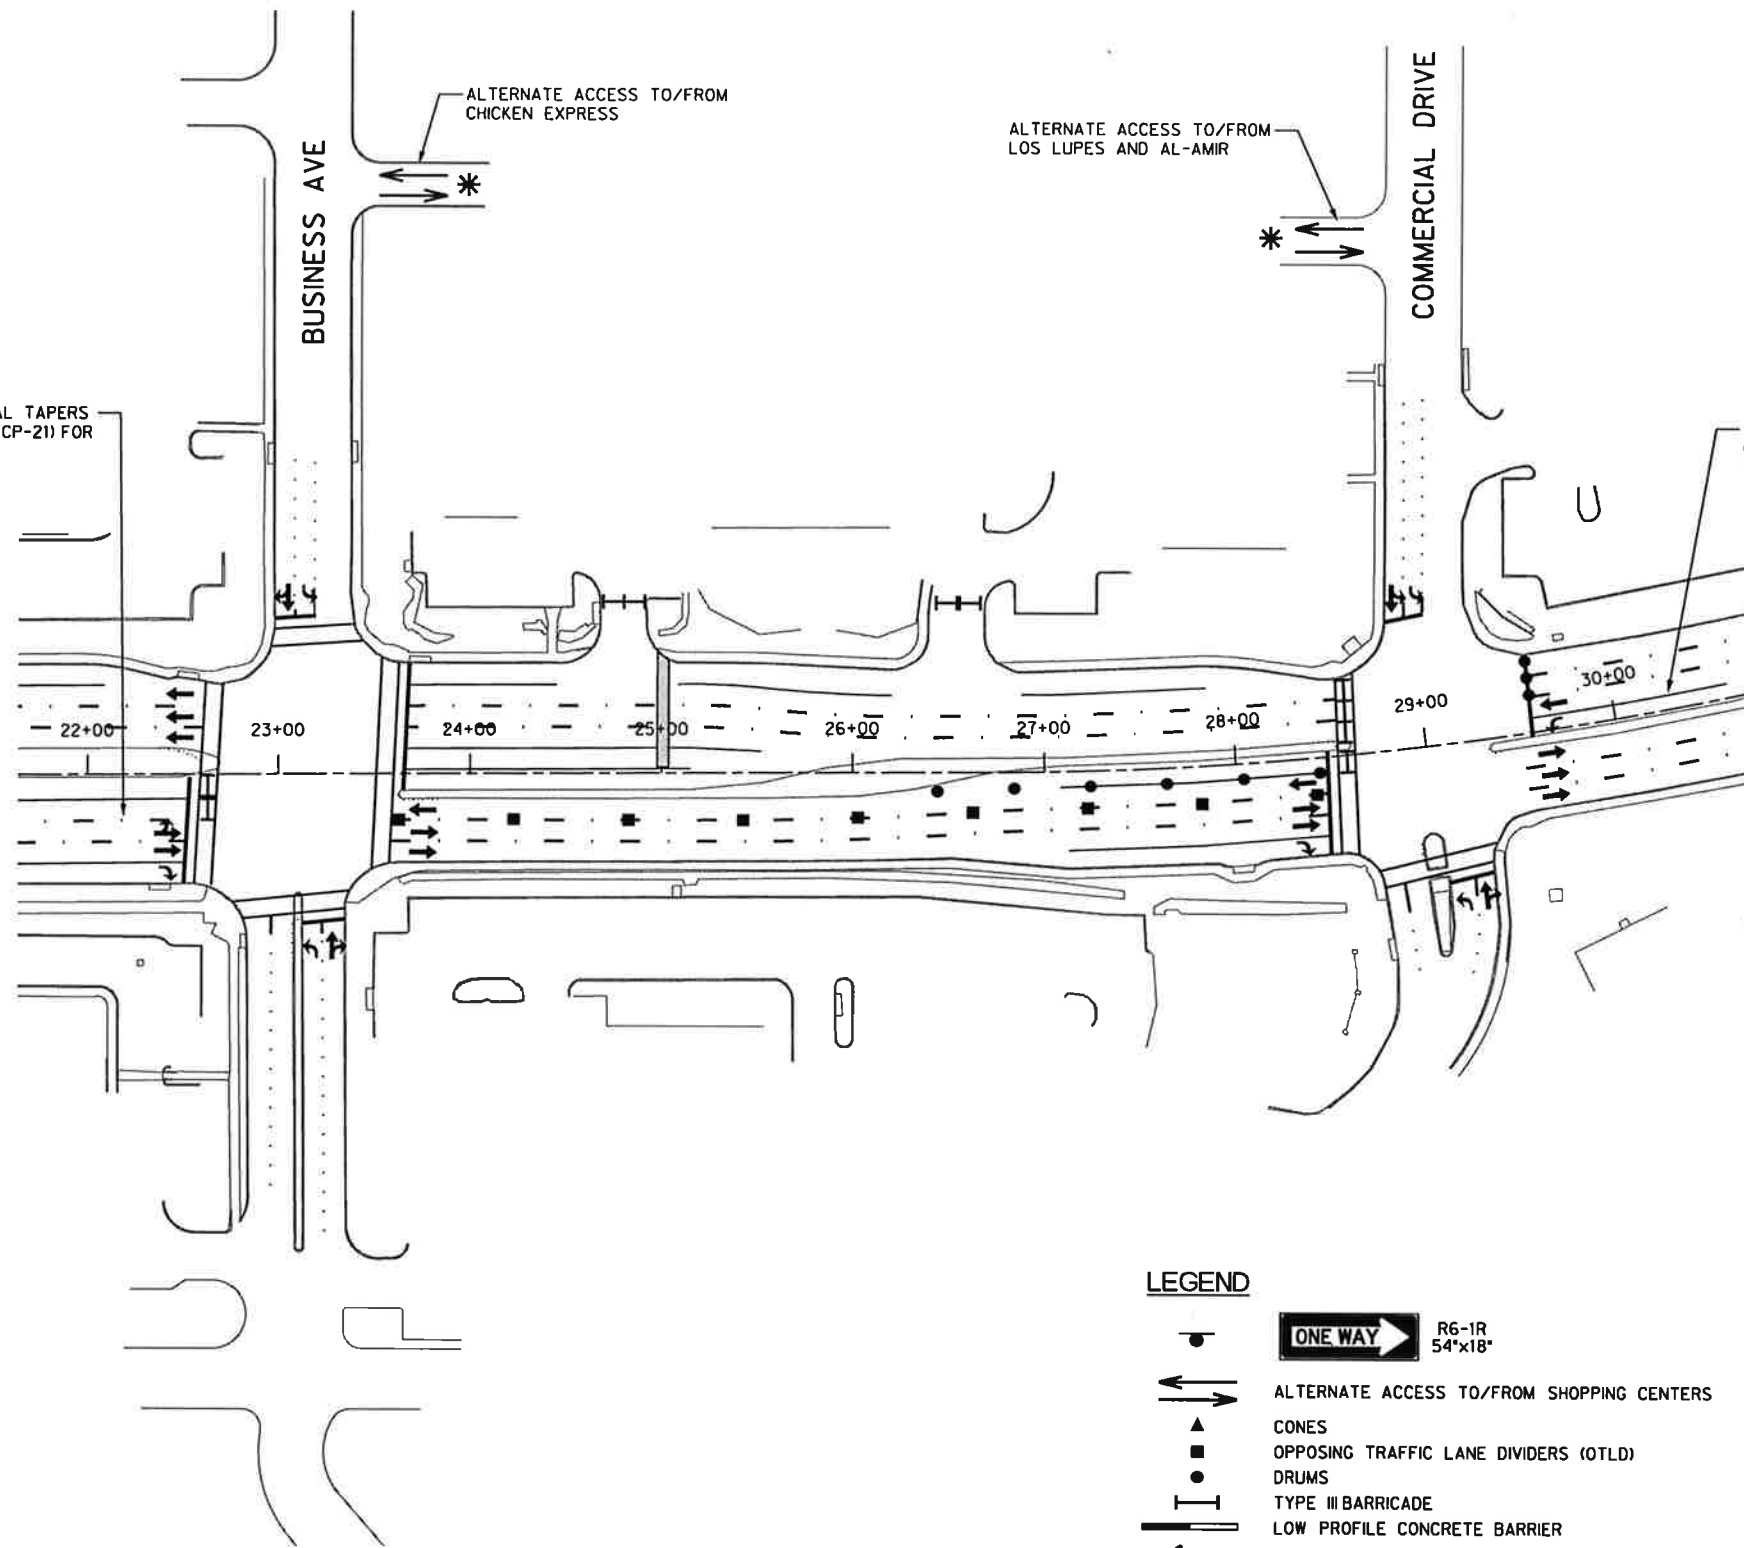 ALTERNATE ACCESS TO/FROM
CHICKEN EXPRESS
ALTERNATE ACCESS TO/FROM
LOS LUPES AND AL-AMIR
BUSINESS AVE
COMMERCIAL DRIVE
AL TAPERS
CP-21) FOR
22+00
23+00
24+00
25+00
26+00
27+00
28+00
29+00
30+00
LEGEND
ONE WAY
R6-1R
54"x18"
ALTERNATE ACCESS TO/FROM SHOPPING CENTERS
CONES
OPPOSING TRAFFIC LANE DIVIDERS (OTLD)
DRUMS
TYPE III BARRICADE
LOW PROFILE CONCRETE BARRIER